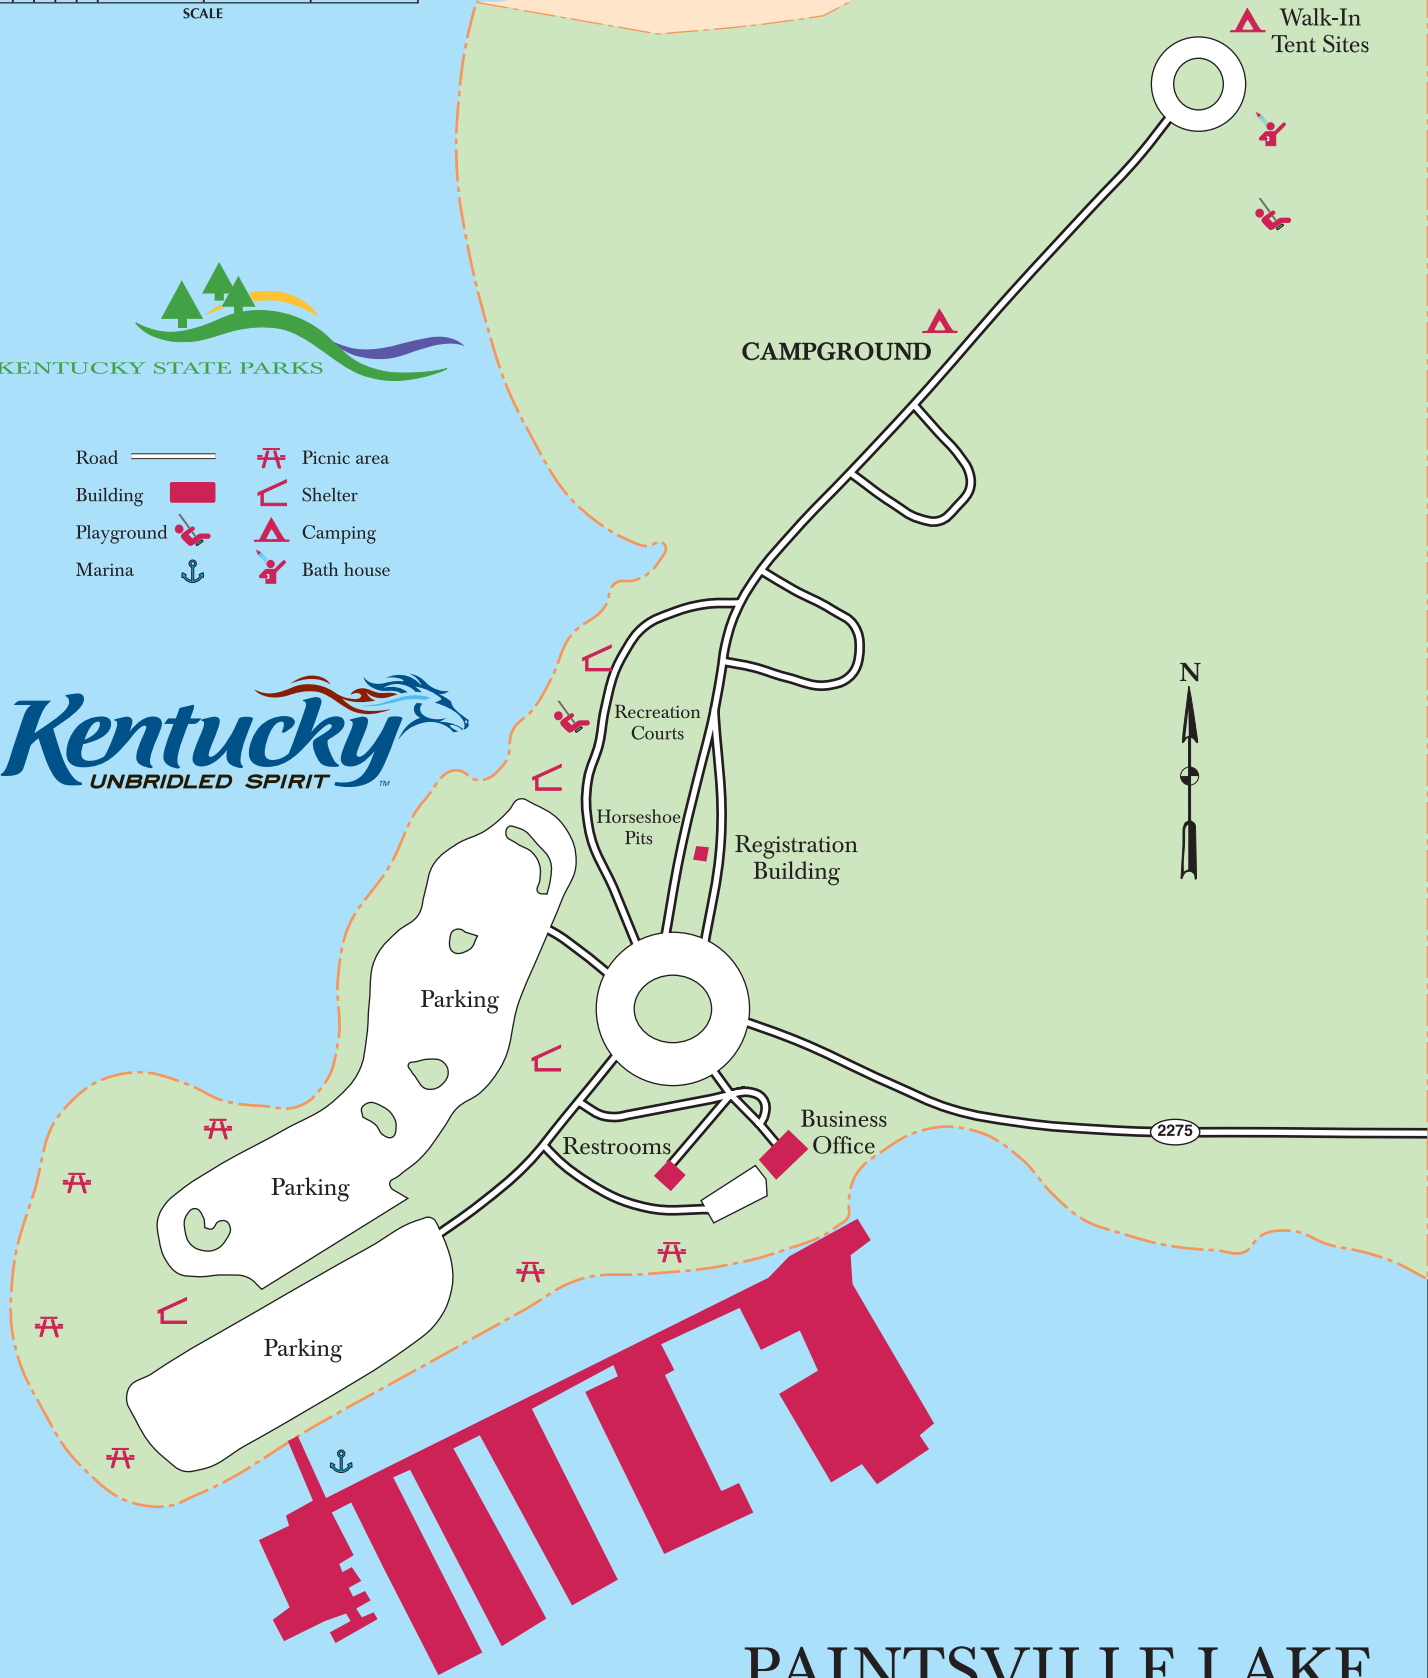 SCALE
Walk-In
Tent Sites
KENTUCKY STATE PARKS
CAMPGROUND
Road
Picnic area
Building
Shelter
Playground
Camping
Marina
Bath house
N
Kentucky
UNBRIDLED SPIRIT
TM
Recreation
Courts
Horseshoe
Pits
Registration
Building
Parking
Business
Office
2275
Restrooms
Parking
Parking
PAINTSVILLE LAKE